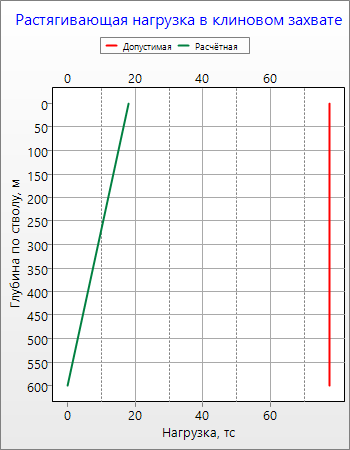 Растягивающая нагрузка в клиновом захвате
Допустимая Расчётная
0 20 40 60
0
50
100
150
200
250
300
350
400
450
500
550
600
Глубина по стволу, м
0 20 40 60
Нагрузка, тс